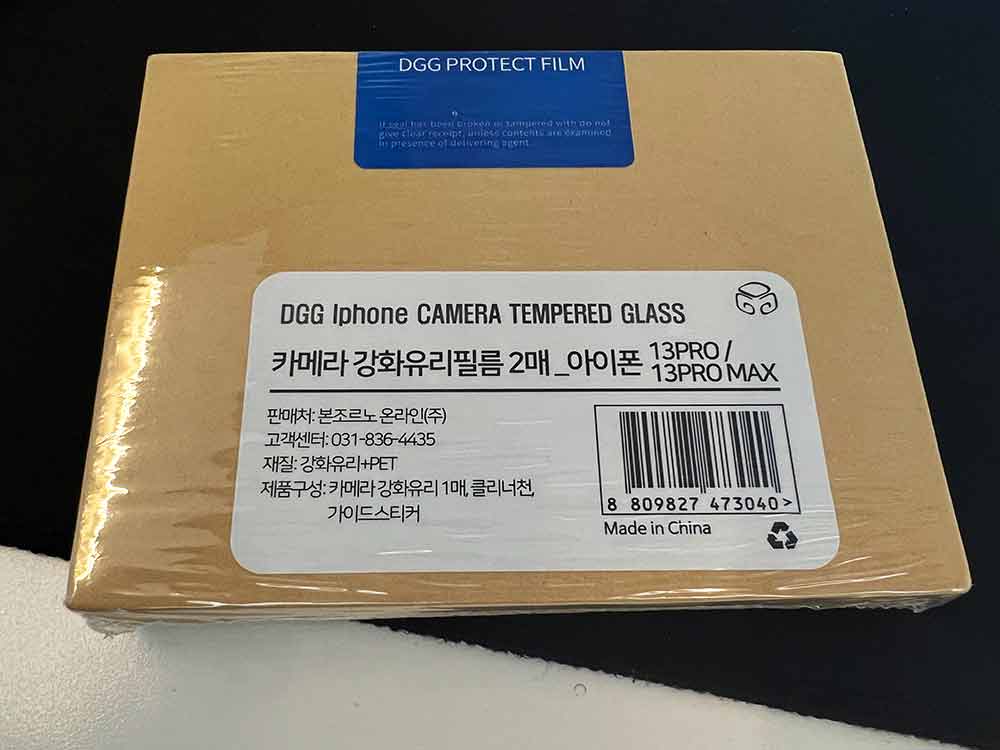 DGG PROTECT FILM
If seal has been broken or tampered with do not
give clear receipt, unless contents are examined
in presence of delivering agent.
DGG Iphone CAMERA TEMPERED GLASS
카메라 강화유리필름 2매 _아이폰 13PRO /
13PRO MAX
판매처: 본조르노 온라인(주)
고객센터: 031-836-4435
재질: 강화유리+PET
제품구성: 카메라 강화유리 1매, 클리너천,
가이드스티커
8 809827 473040 >
Made in China